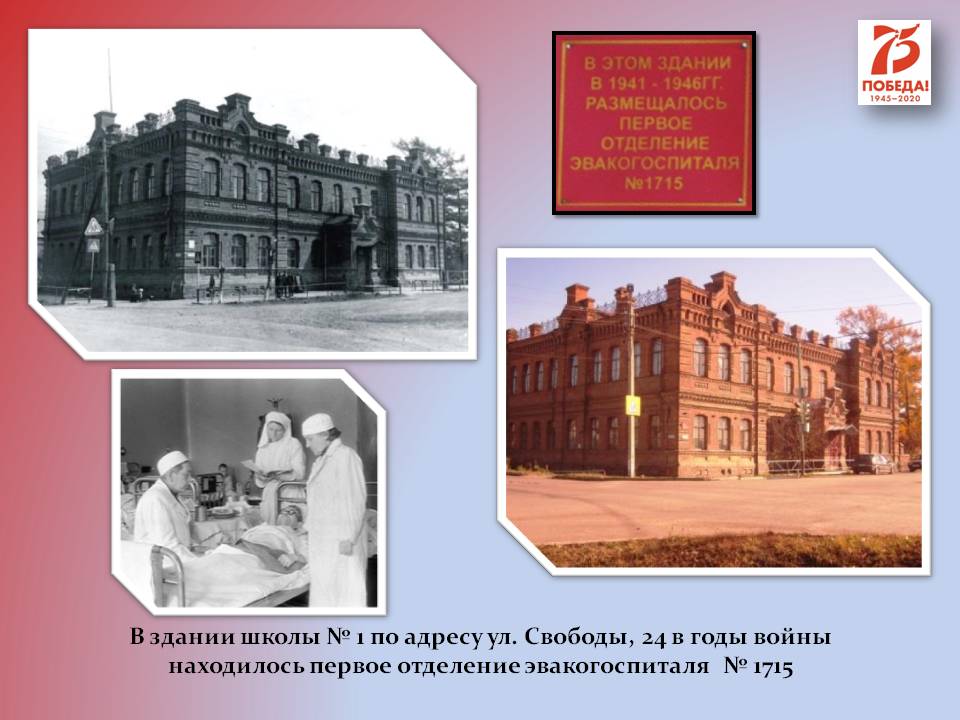 В ЭТОМ ЗДАНИИ
В 1941 - 1946ГГ.
РАЗМЕЩАЛОСЬ
ПЕРВОЕ
ОТДЕЛЕНИЕ
ЭВАКОГОСПИТАЛЯ
№1715
75
ПОБЕДА!
1945–2020
В здании школы № 1 по адресу ул. Свободы, 24 в годы войны
находилось первое отделение эвакогоспиталя № 1715